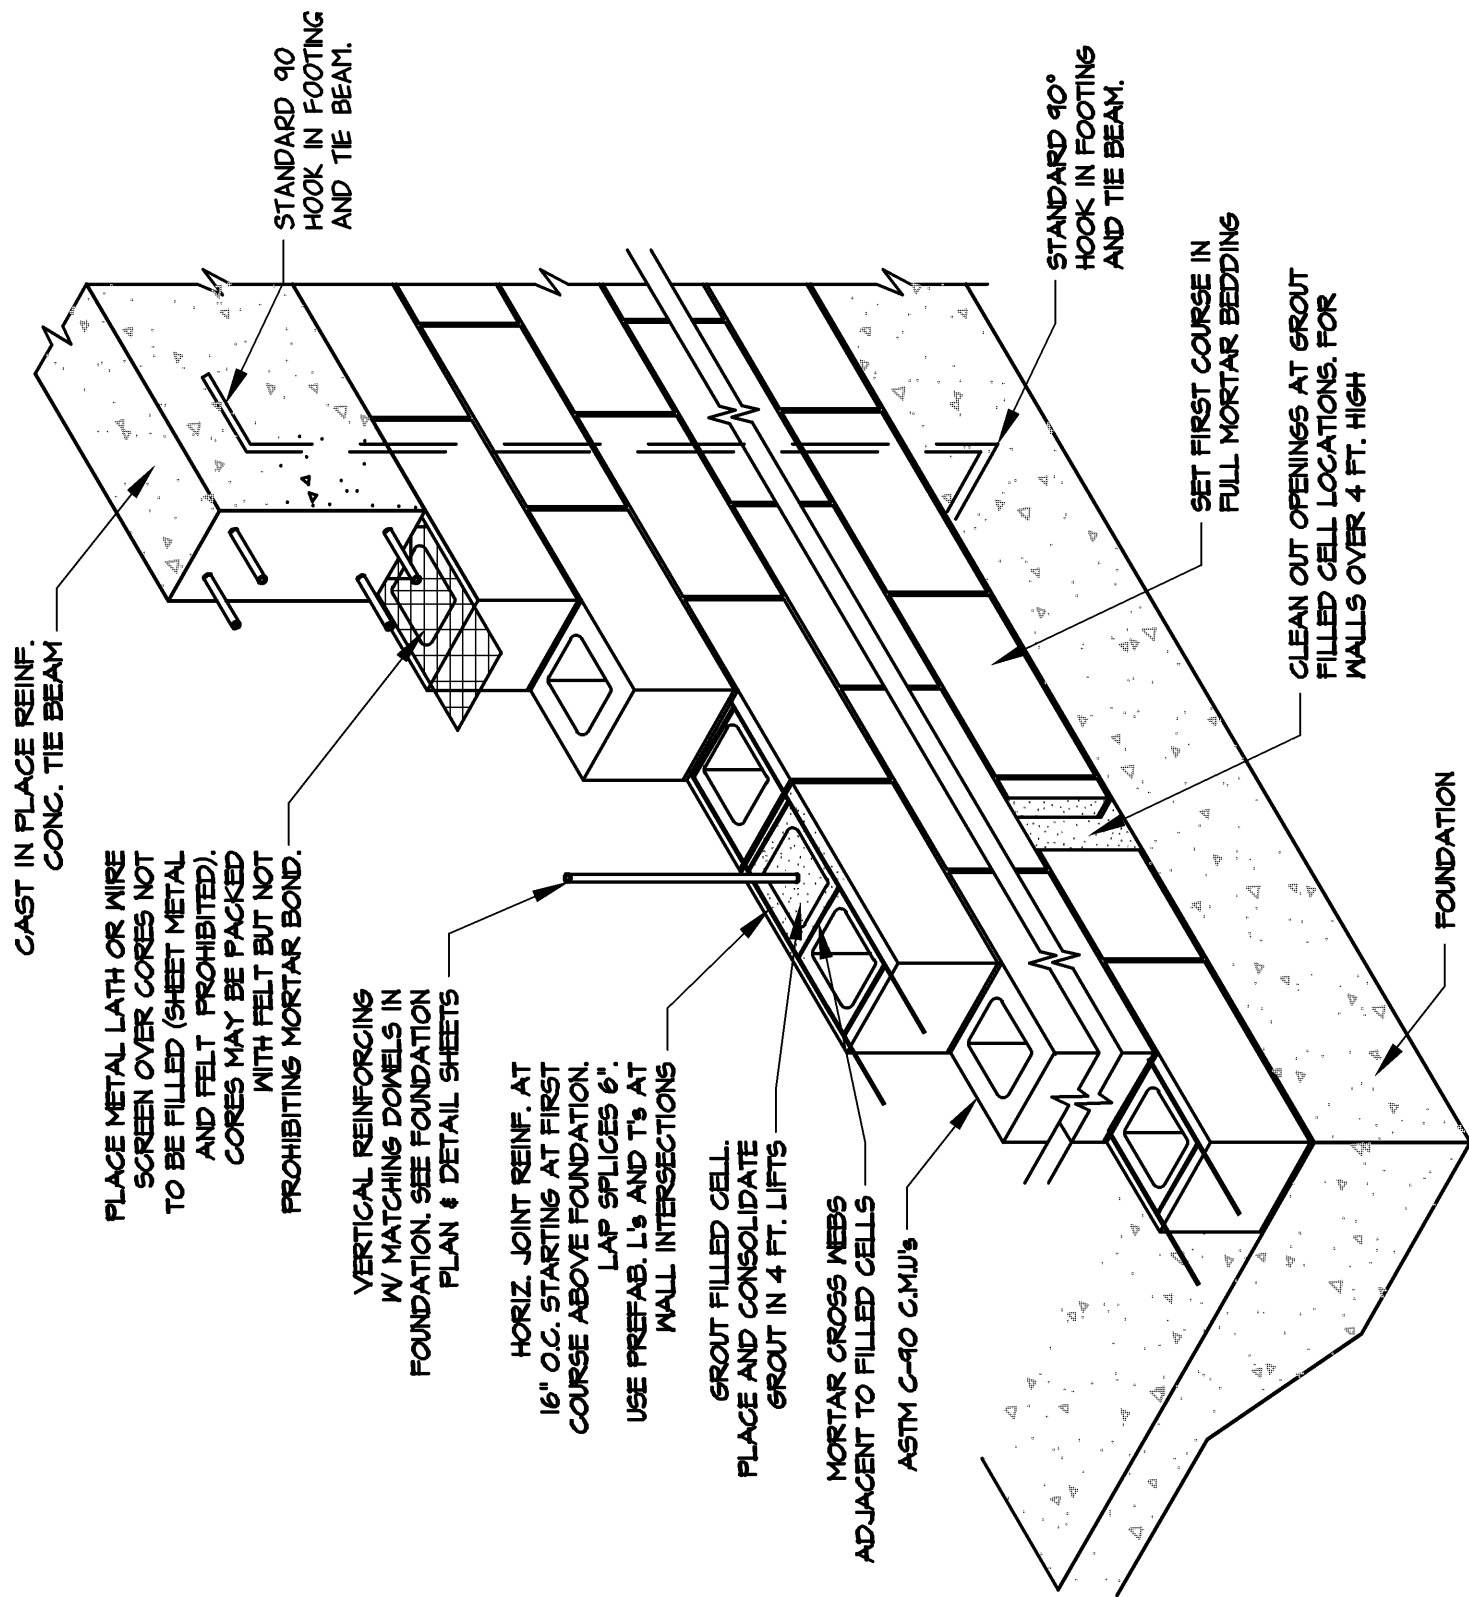 CAST IN PLACE REINF.
CONC. TIE BEAM
PLACE METAL LATH OR WIRE
SCREEN OVER CORES NOT
TO BE FILLED (SHEET METAL
AND FELT PROHIBITED).
CORES MAY BE PACKED
WITH FELT BUT NOT
PROHIBITING MORTAR BOND.
VERTICAL REINFORCING
W/ MATCHING DOWELS IN
FOUNDATION. SEE FOUNDATION
PLAN & DETAIL SHEETS
HORIZ. JOINT REINF. AT
16" O.C. STARTING AT FIRST
COURSE ABOVE FOUNDATION.
LAP SPLICES 6".
USE PREFAB. L's AND T's AT
WALL INTERSECTIONS
GROUT FILLED CELL.
PLACE AND CONSOLIDATE
GROUT IN 4 FT. LIFTS
MORTAR CROSS WEBS
ADJACENT TO FILLED CELLS
ASTM C-90 C.M.U's
STANDARD 90
HOOK IN FOOTING
AND TIE BEAM.
STANDARD 90°
HOOK IN FOOTING
AND TIE BEAM.
SET FIRST COURSE IN
FULL MORTAR BEDDING
CLEAN OUT OPENINGS AT GROUT
FILLED CELL LOCATIONS. FOR
WALLS OVER 4 FT. HIGH
FOUNDATION